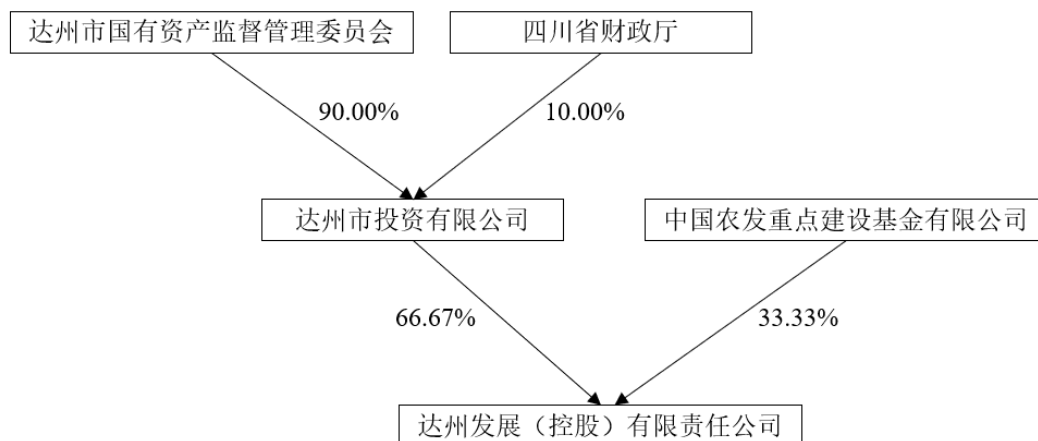 达州市国有资产监督管理委员会
四川省财政厅
90.00%
10.00%
达州市投资有限公司
中国农发重点建设基金有限公司
66.67%
33.33%
达州发展（控股）有限责任公司